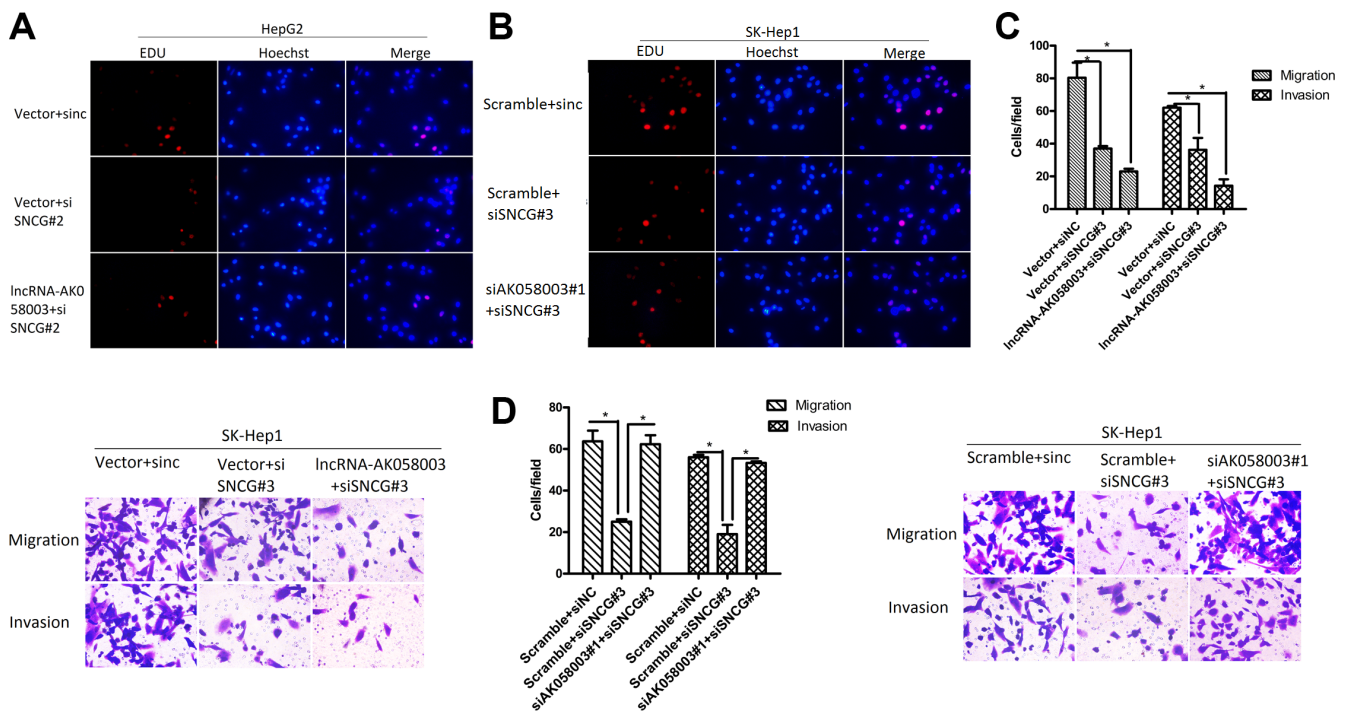 A
HepG2
EDU Hoechst Merge
Vector+sinc
Vector+si
SNCG#2
lncRNA-AK0
58003+si
SNCG#2
B
SK-Hep1
EDU Hoechst Merge
Scramble+sinc
Scramble+
siSNCG#3
siAK058003#1
+siSNCG#3
C
Cells/field
100
80
60
40
20
0
* *
* *
Migration
Invasion
Vector+siNC
Vector+siSNCG#3
lncRNA-AK058003+siSNCG#3
Vector+siNC
Vector+siSNCG#3
lncRNA-AK058003+siSNCG#3
SK-Hep1
Vector+sinc
Vector+si
SNCG#3
lncRNA-AK058003
+siSNCG#3
Migration
Invasion
D
Cells/field
80
60
40
20
0
* *
* *
Migration
Invasion
Scramble+siNC
Scramble+siSNCG#3
siAK058003#1+siSNCG#3
Scramble+siNC
Scramble+siSNCG#3
siAK058003#1+siSNCG#3
SK-Hep1
Scramble+sinc
Scramble+
siSNCG#3
siAK058003#1
+siSNCG#3
Migration
Invasion